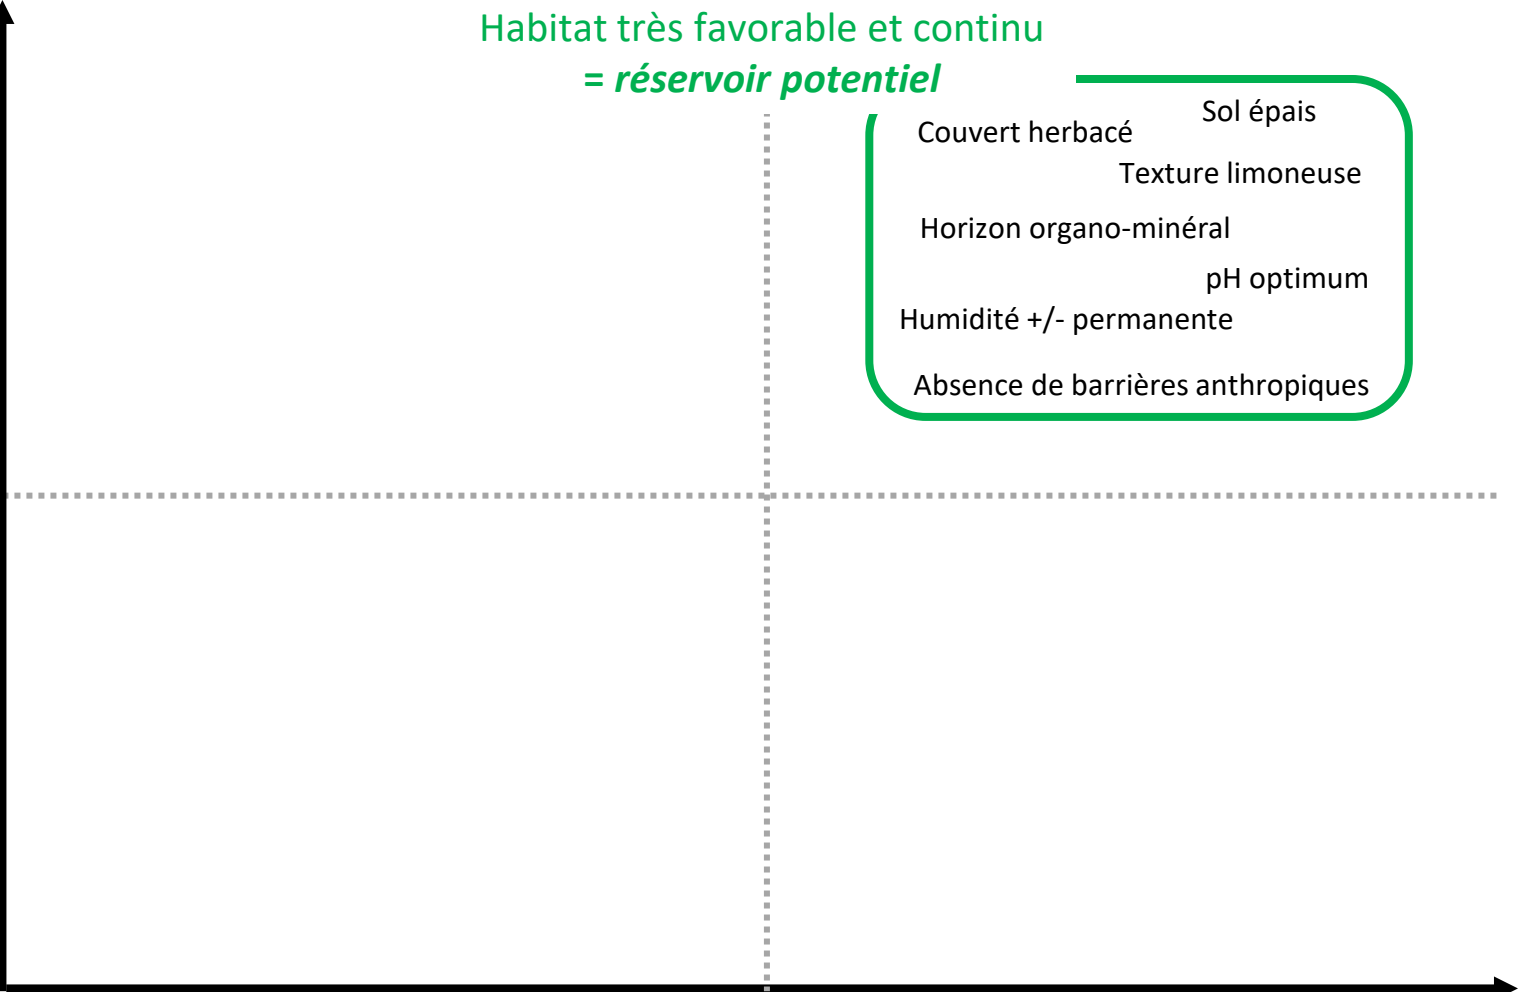 Habitat très favorable et continu
= réservoir potentiel
Sol épais
Couvert herbacé
Texture limoneuse
Horizon organo-minéral
pH optimum
Humidité +/- permanente
Absence de barrières anthropiques